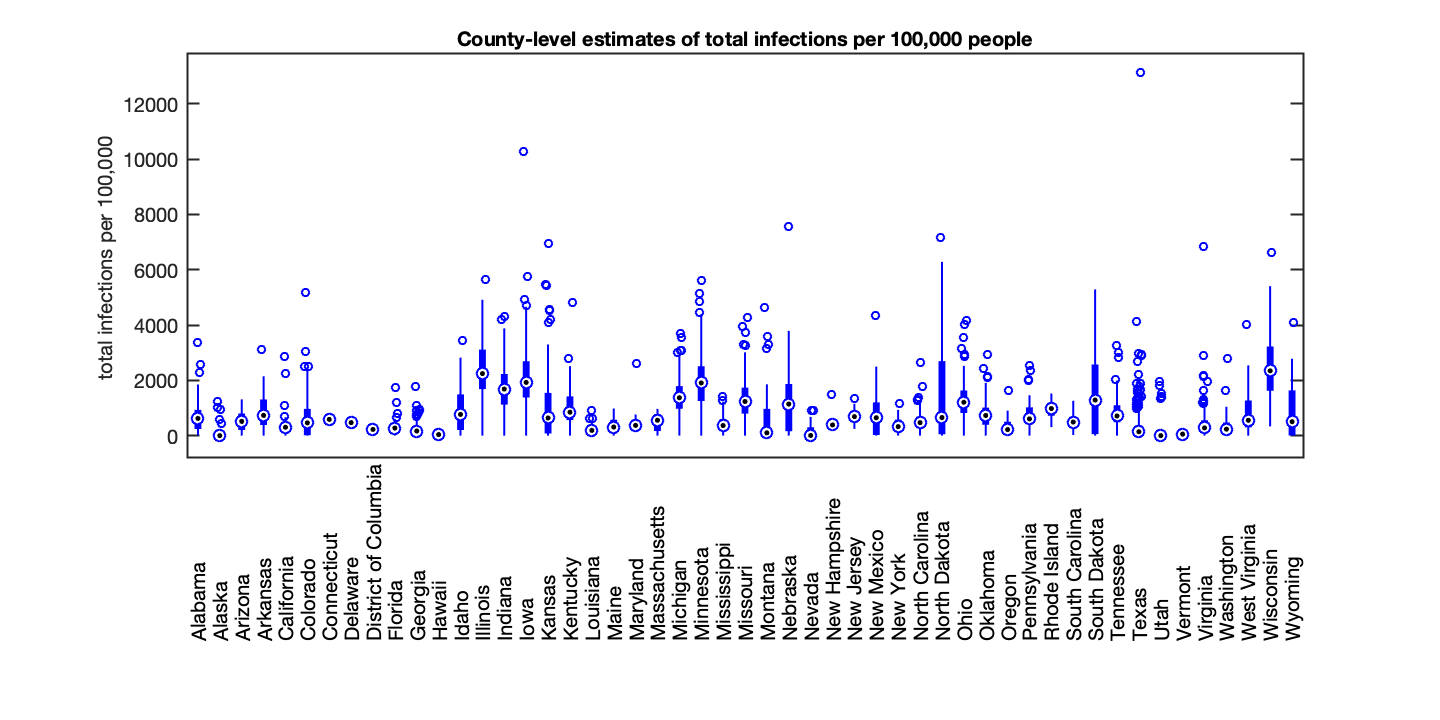 County-level estimates of total infections per 100,000 people
total infections per 100,000
12000
10000
8000
6000
4000
2000
0
Alabama
Alaska
Arizona
Arkansas
California
Colorado
Connecticut
Delaware
District of Columbia
Florida
Georgia
Hawaii
Idaho
Illinois
Indiana
Iowa
Kansas
Kentucky
Louisiana
Maine
Maryland
Massachusetts
Michigan
Minnesota
Mississippi
Missouri
Montana
Nebraska
Nevada
New Hampshire
New Jersey
New Mexico
New York
North Carolina
North Dakota
Ohio
Oklahoma
Oregon
Pennsylvania
Rhode Island
South Carolina
South Dakota
Tennessee
Texas
Utah
Vermont
Virginia
Washington
West Virginia
Wisconsin
Wyoming